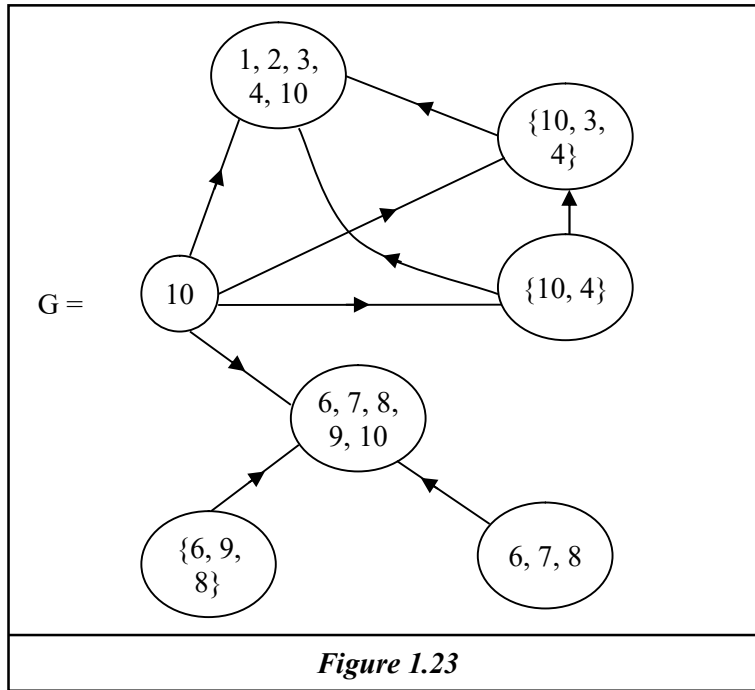 1, 2, 3,
4, 10
{10, 3,
4}
G =
10
{10, 4}
6, 7, 8,
9, 10
{6, 9,
8}
6, 7, 8
Figure 1.23